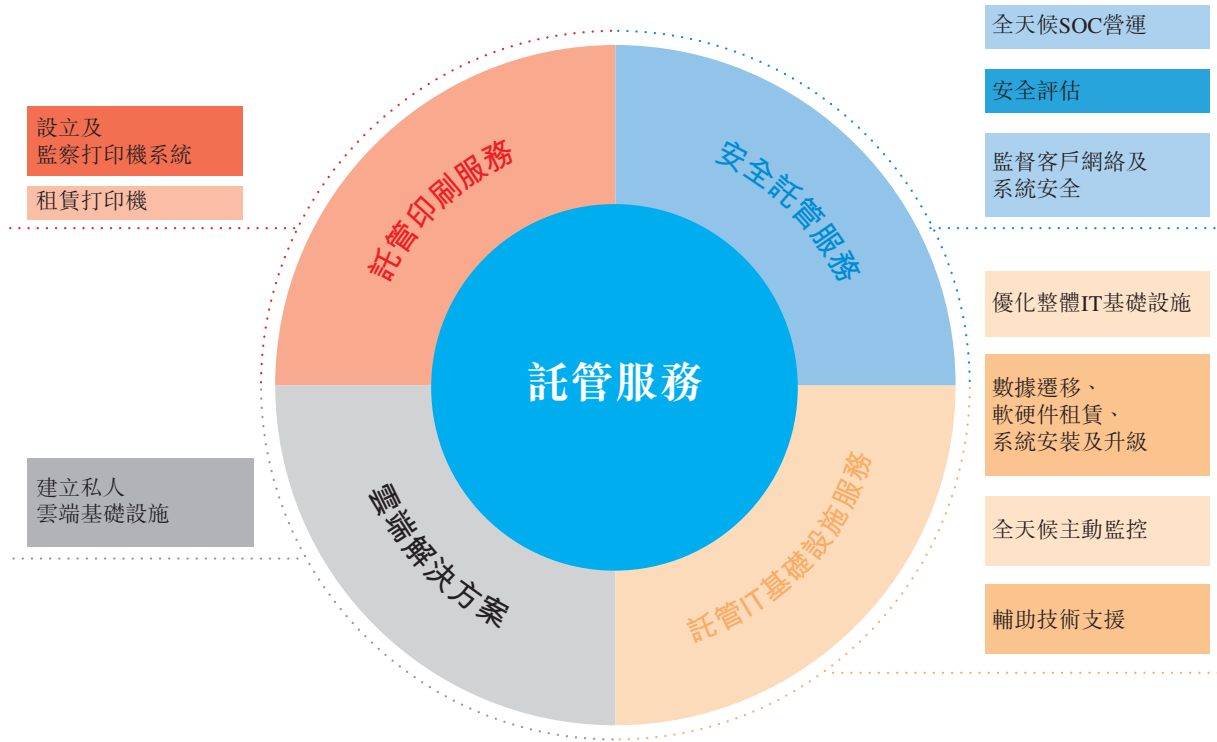 設立及
監察打印機系統
租賃打印機
託管印刷服務
安全託管服務
全天候SOC營運
安全評估
監督客戶網絡及
系統安全
託管服務
優化整體IT基礎設施
數據遷移、
軟硬件租賃、
系統安裝及升級
全天候主動監控
輔助技術支援
託管IT基礎設施服務
建立私人
雲端基礎設施
雲端解決方案